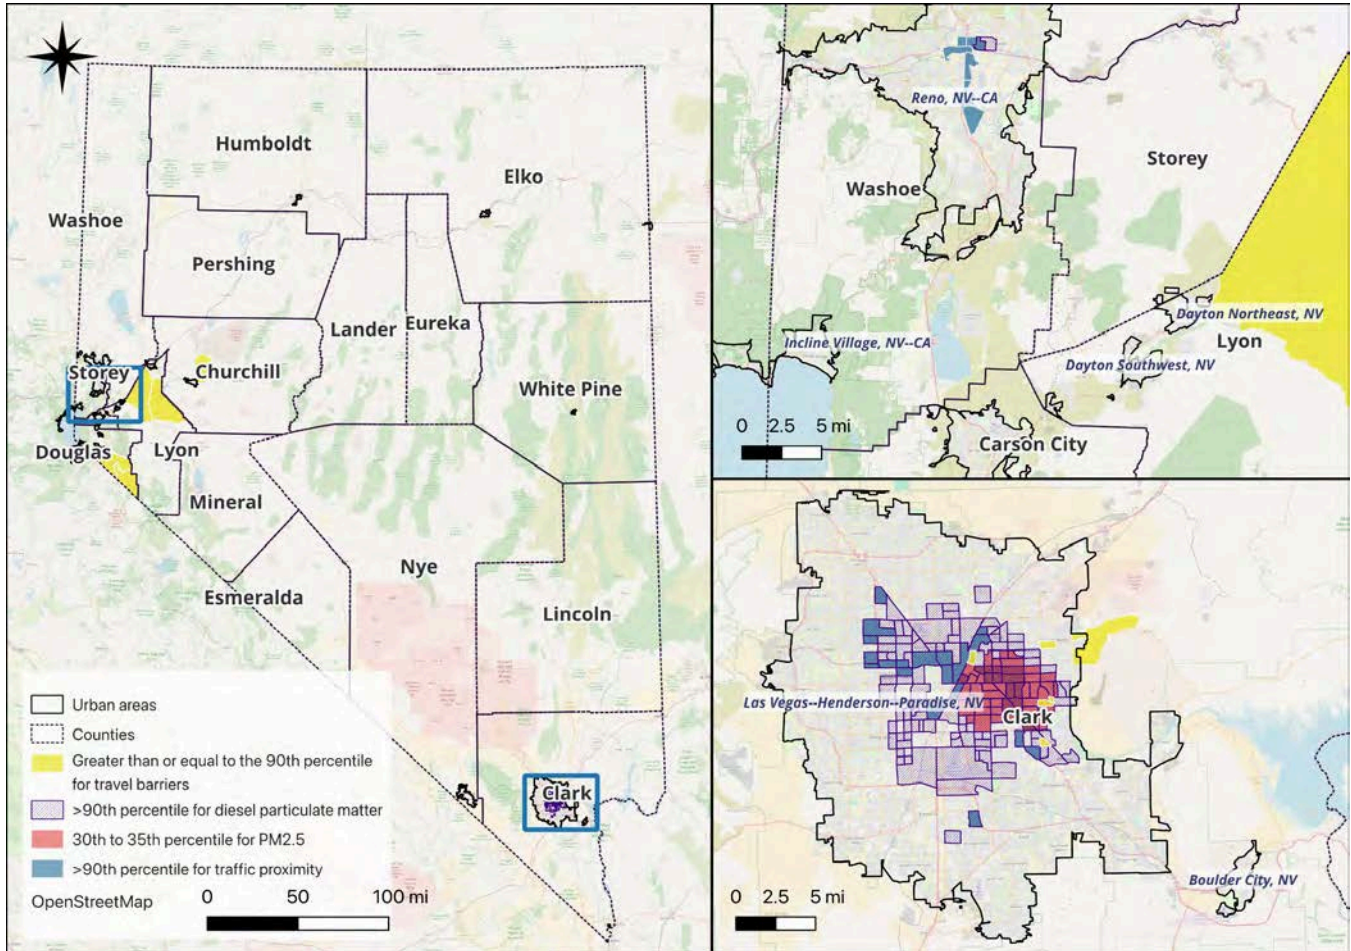 Humboldt
Elko
Washoe
Pershing
Lander
Eureka
Storey
Churchill
White Pine
Douglas
Lyon
Mineral
Nye
Esmeralda
Lincoln
Clark
Urban areas
Counties
Greater than or equal to the 90th percentile
for travel barriers
>90th percentile for diesel particulate matter
30th to 35th percentile for PM2.5
>90th percentile for traffic proximity
OpenStreetMap
0 50 100 mi
Reno, NV--CA
Storey
Washoe
Dayton Northeast, NV
Incline Village, NV--CA
Lyon
Dayton Southwest, NV
0 2.5 5 mi
Carson City
Las Vegas--Henderson--Paradise, NV
Clark
Boulder City, NV
0 2.5 5 mi